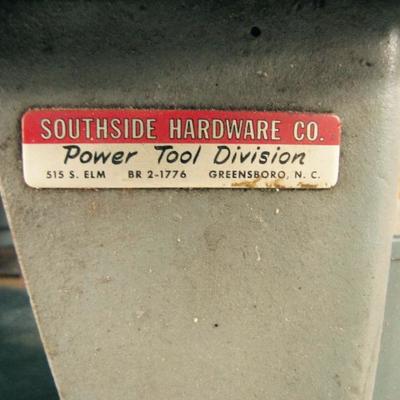 SOUTHSIDE HARDWARE CO.
Power Tool Division
515 S. ELM BR 2-1776 GREENSBORO, N. C.